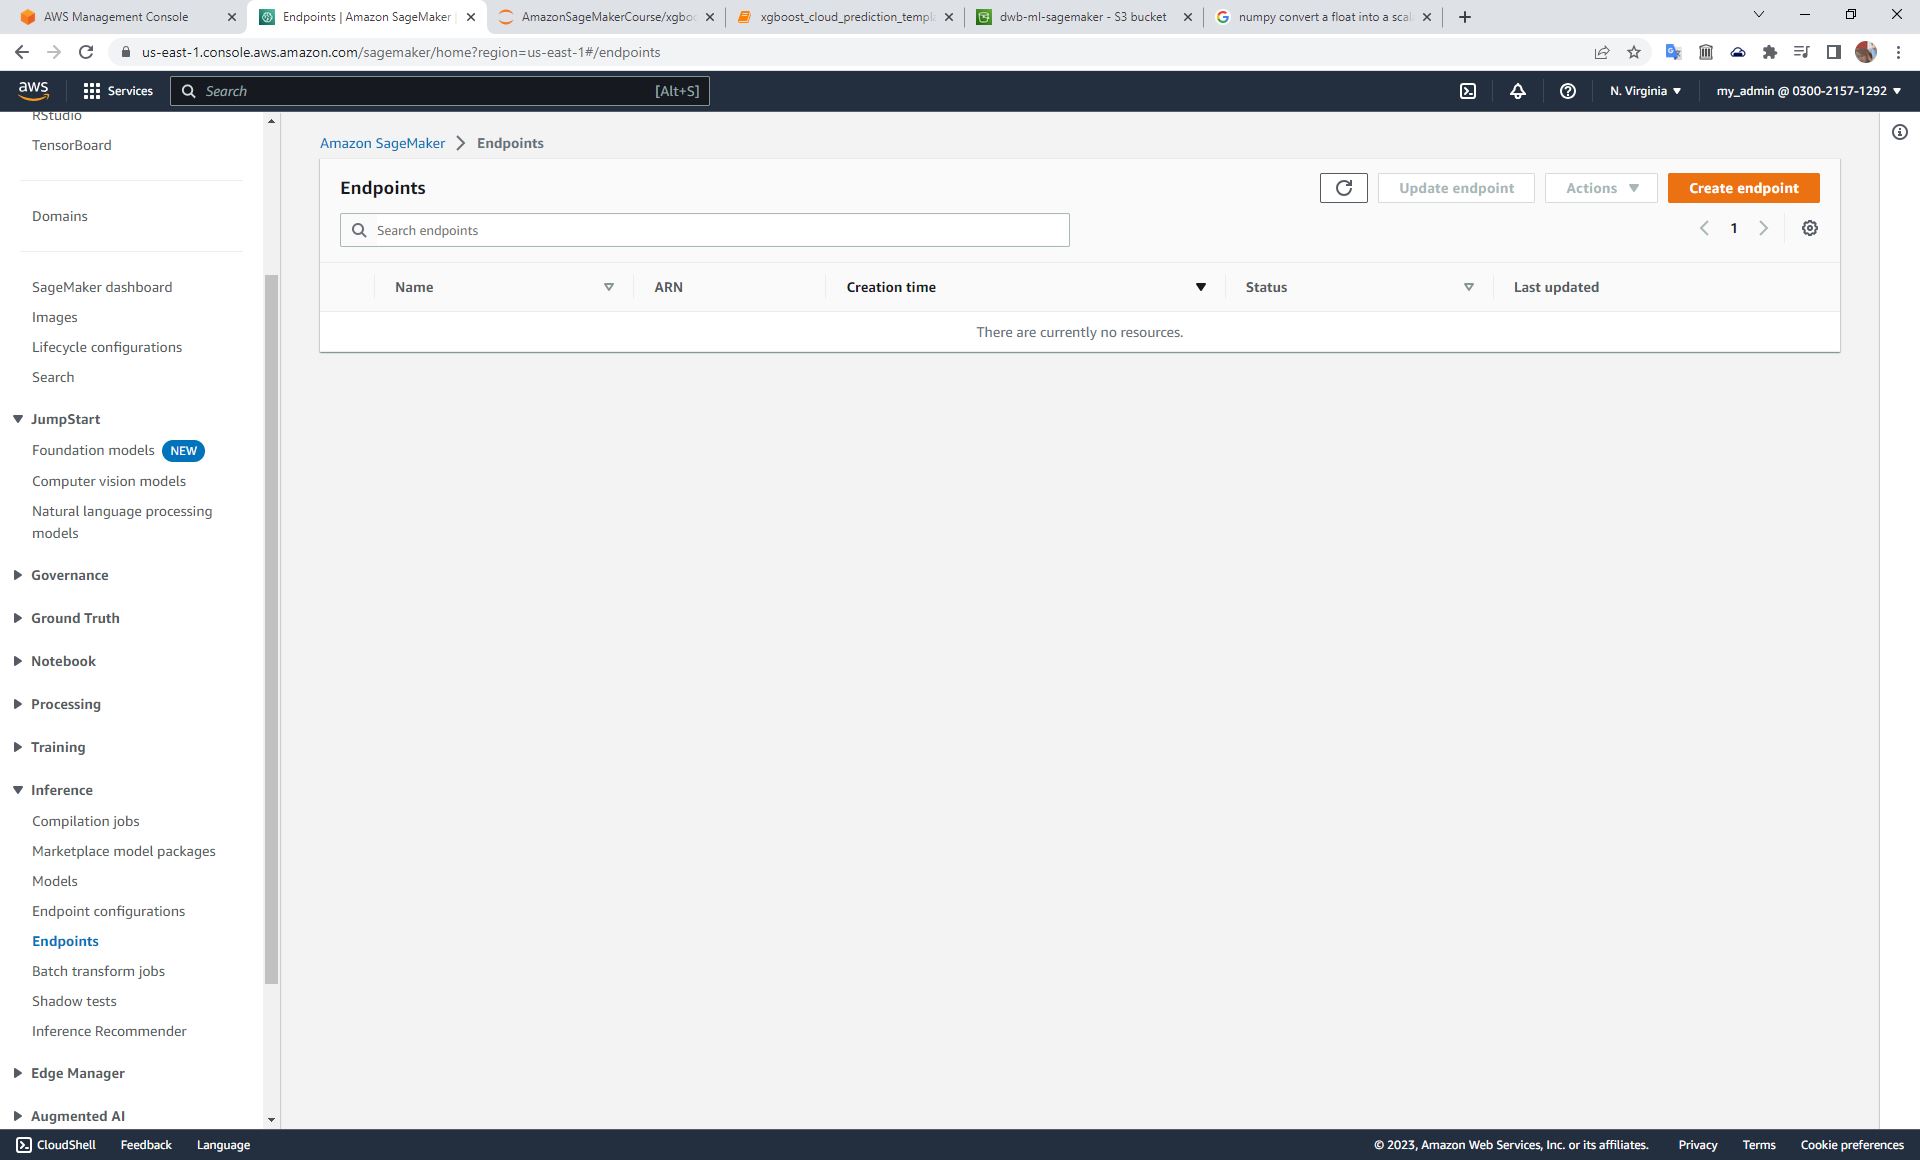 AWS Management Console
Endpoints | Amazon SageMaker
AmazonSageMakerCourse/xgboo
xgboost_cloud_prediction_templa
dwb-ml-sagemaker - S3 bucket
numpy convert a float into a scal
us-east-1.console.aws.amazon.com/sagemaker/home?region=us-east-1#/endpoints
aws
Services
Search
[Alt+S]
N. Virginia
my_admin @ 0300-2157-1292
RStudio
TensorBoard
Domains
SageMaker dashboard
Images
Lifecycle configurations
Search
JumpStart
Foundation models NEW
Computer vision models
Natural language processing
models
Governance
Ground Truth
Notebook
Processing
Training
Inference
Compilation jobs
Marketplace model packages
Models
Endpoint configurations
Endpoints
Batch transform jobs
Shadow tests
Inference Recommender
Edge Manager
Augmented AI
Amazon SageMaker > Endpoints
Endpoints
Update endpoint
Actions
Create endpoint
Search endpoints
1
Name
ARN
Creation time
Status
Last updated
There are currently no resources.
CloudShell
Feedback
Language
© 2023, Amazon Web Services, Inc. or its affiliates.
Privacy
Terms
Cookie preferences